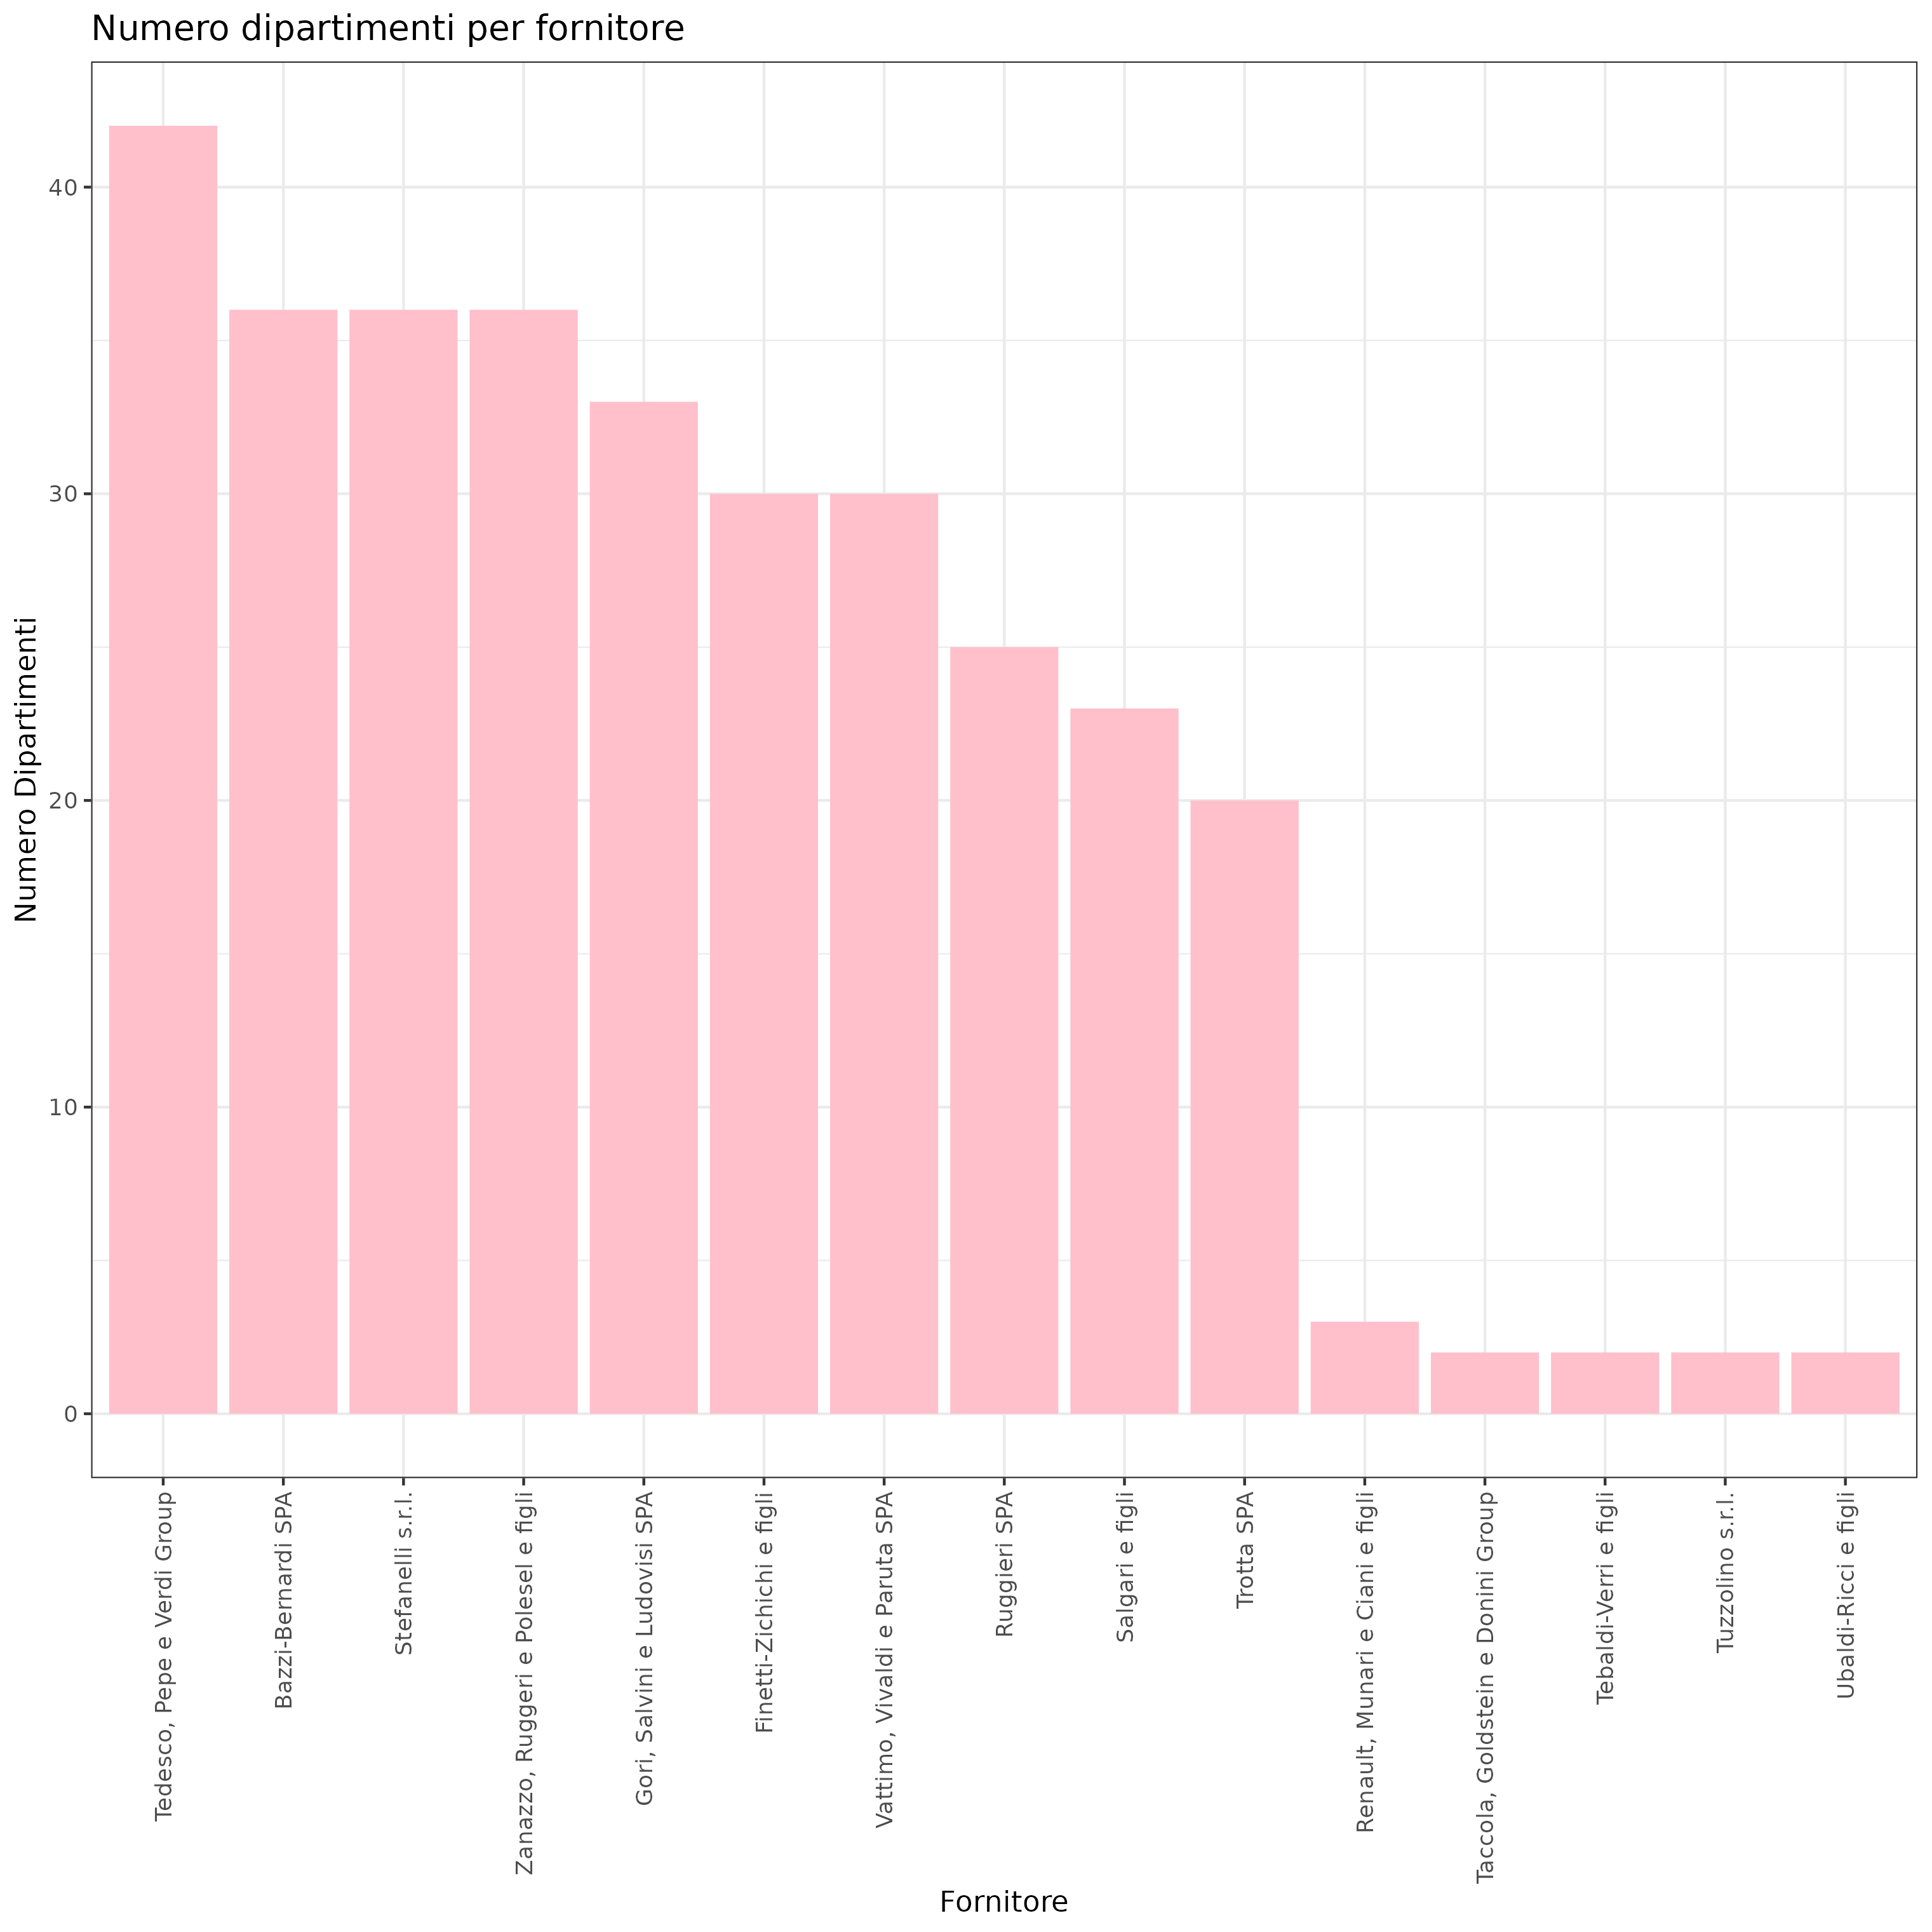 Numero dipartimenti per fornitore
Numero Dipartimenti
40
30
20
10
0
Tedesco, Pepe e Verdi Group
Bazzi-Bernardi SPA
Stefanelli s.r.l.
Zanazzo, Ruggeri e Polesel e figli
Gori, Salvini e Ludovisi SPA
Finetti-Zichichi e figli
Vattimo, Vivaldi e Paruta SPA
Ruggieri SPA
Salgari e figli
Trotta SPA
Renault, Munari e Ciani e figli
Taccola, Goldstein e Donini Group
Tebaldi-Verri e figli
Tuzzolino s.r.l.
Ubaldi-Ricci e figli
Fornitore